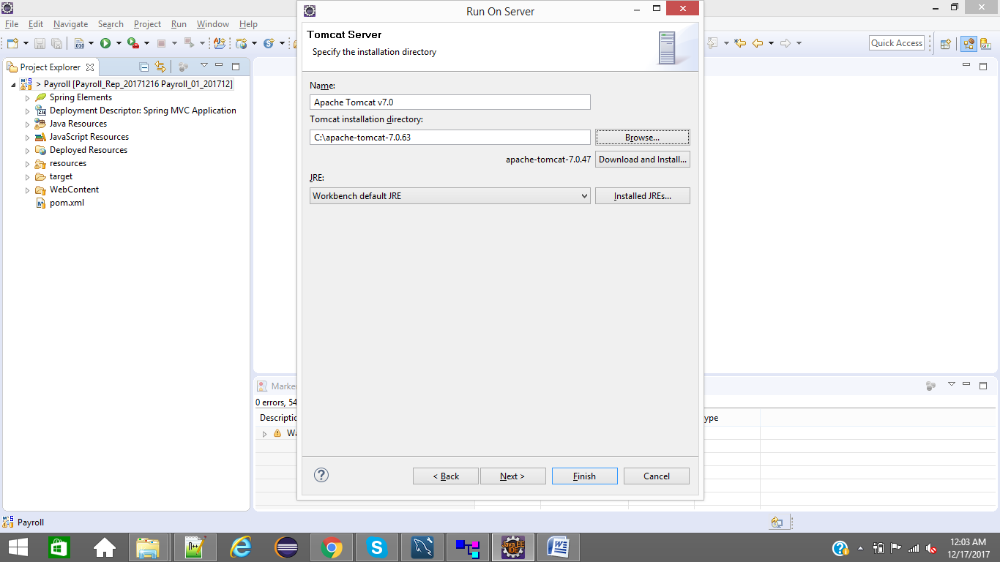 Run On Server
File Edit Navigate Search Project Run Window Help
Quick Access
Project Explorer
> Payroll [Payroll_Rep_20171216 Payroll_01_201712]
Spring Elements
Deployment Descriptor: Spring MVC Application
Java Resources
JavaScript Resources
Deployed Resources
resources
target
WebContent
pom.xml
Tomcat Server
Specify the installation directory
Name:
Apache Tomcat v7.0
Tomcat installation directory:
C:\apache-tomcat-7.0.63
Browse...
apache-tomcat-7.0.47
Download and Install...
JRE:
Workbench default JRE
Installed JREs...
Marke
0 errors, 54
Descriptio
ype
Wa
< Back
Next >
Finish
Cancel
Payroll
12:03 AM
12/17/2017